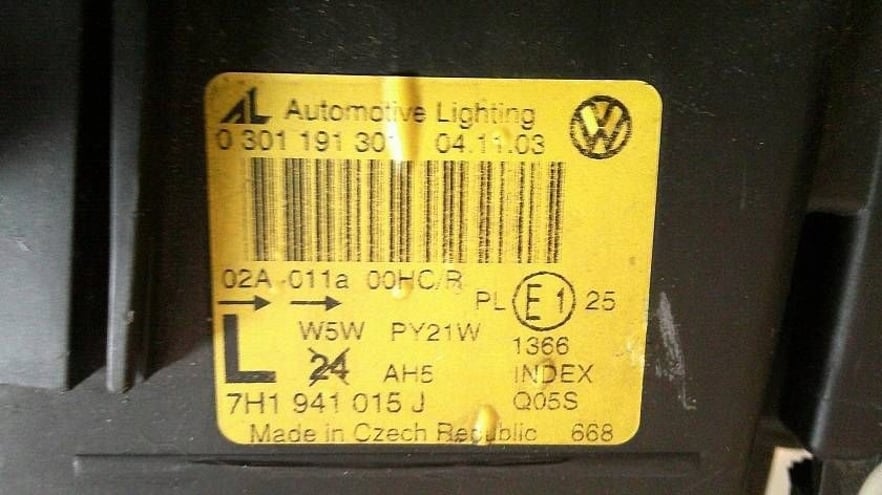 AL Automotive Lighting
0 301 191 301 04.11.03
02A 011a 00HC/R
PL E1 25
W5W PY21W
1366
L 24 AH5 INDEX
7H1 941 015 J Q05S
Made in Czech Republic 668